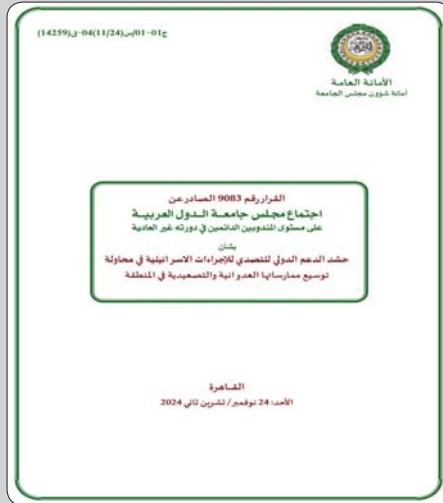 ج01-01/س(11/24)04-ق(14259)
الأمانة العامة
أمانة شؤون مجلس الجامعة
القرار رقم 9083 الصادر عن
اجتماع مجلس جامعة الدول العربية
على مستوى المندوبين الدائمين في دورته غير العادية
بشأن
حشد الدعم الدولي للتصدي للإجراءات الاسرائيلية في محاولة
توسيع ممارساتها العدوانية والتصعيدية في المنطقة
القاهرة
الأحد: 24 نوفمبر/ تشرين ثاني 2024